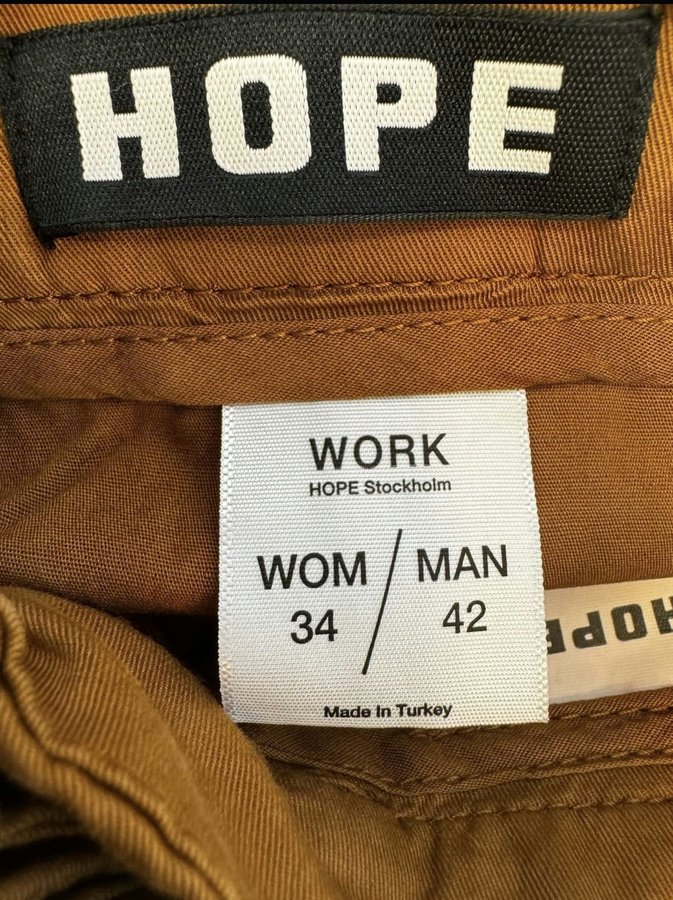 HOPE
WORK
HOPE Stockholm
WOM / MAN
34 42
HOPE
Made In Turkey